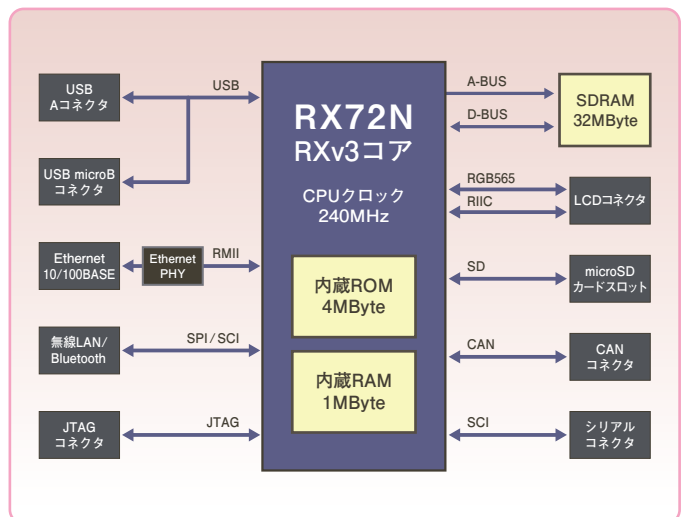 USB
Aコネクタ
USB
USB microB
コネクタ
Ethernet
10/100BASE
Ethernet
PHY
RMII
無線LAN/
Bluetooth
SPI/SCI
JTAG
コネクタ
JTAG
RX72N
RXv3コア
CPUクロック
240MHz
内蔵ROM
4MByte
内蔵RAM
1MByte
A-BUS
D-BUS
SDRAM
32MByte
RGB565
RIIC
LCDコネクタ
SD
microSD
カードスロット
CAN
CAN
コネクタ
SCI
シリアル
コネクタ